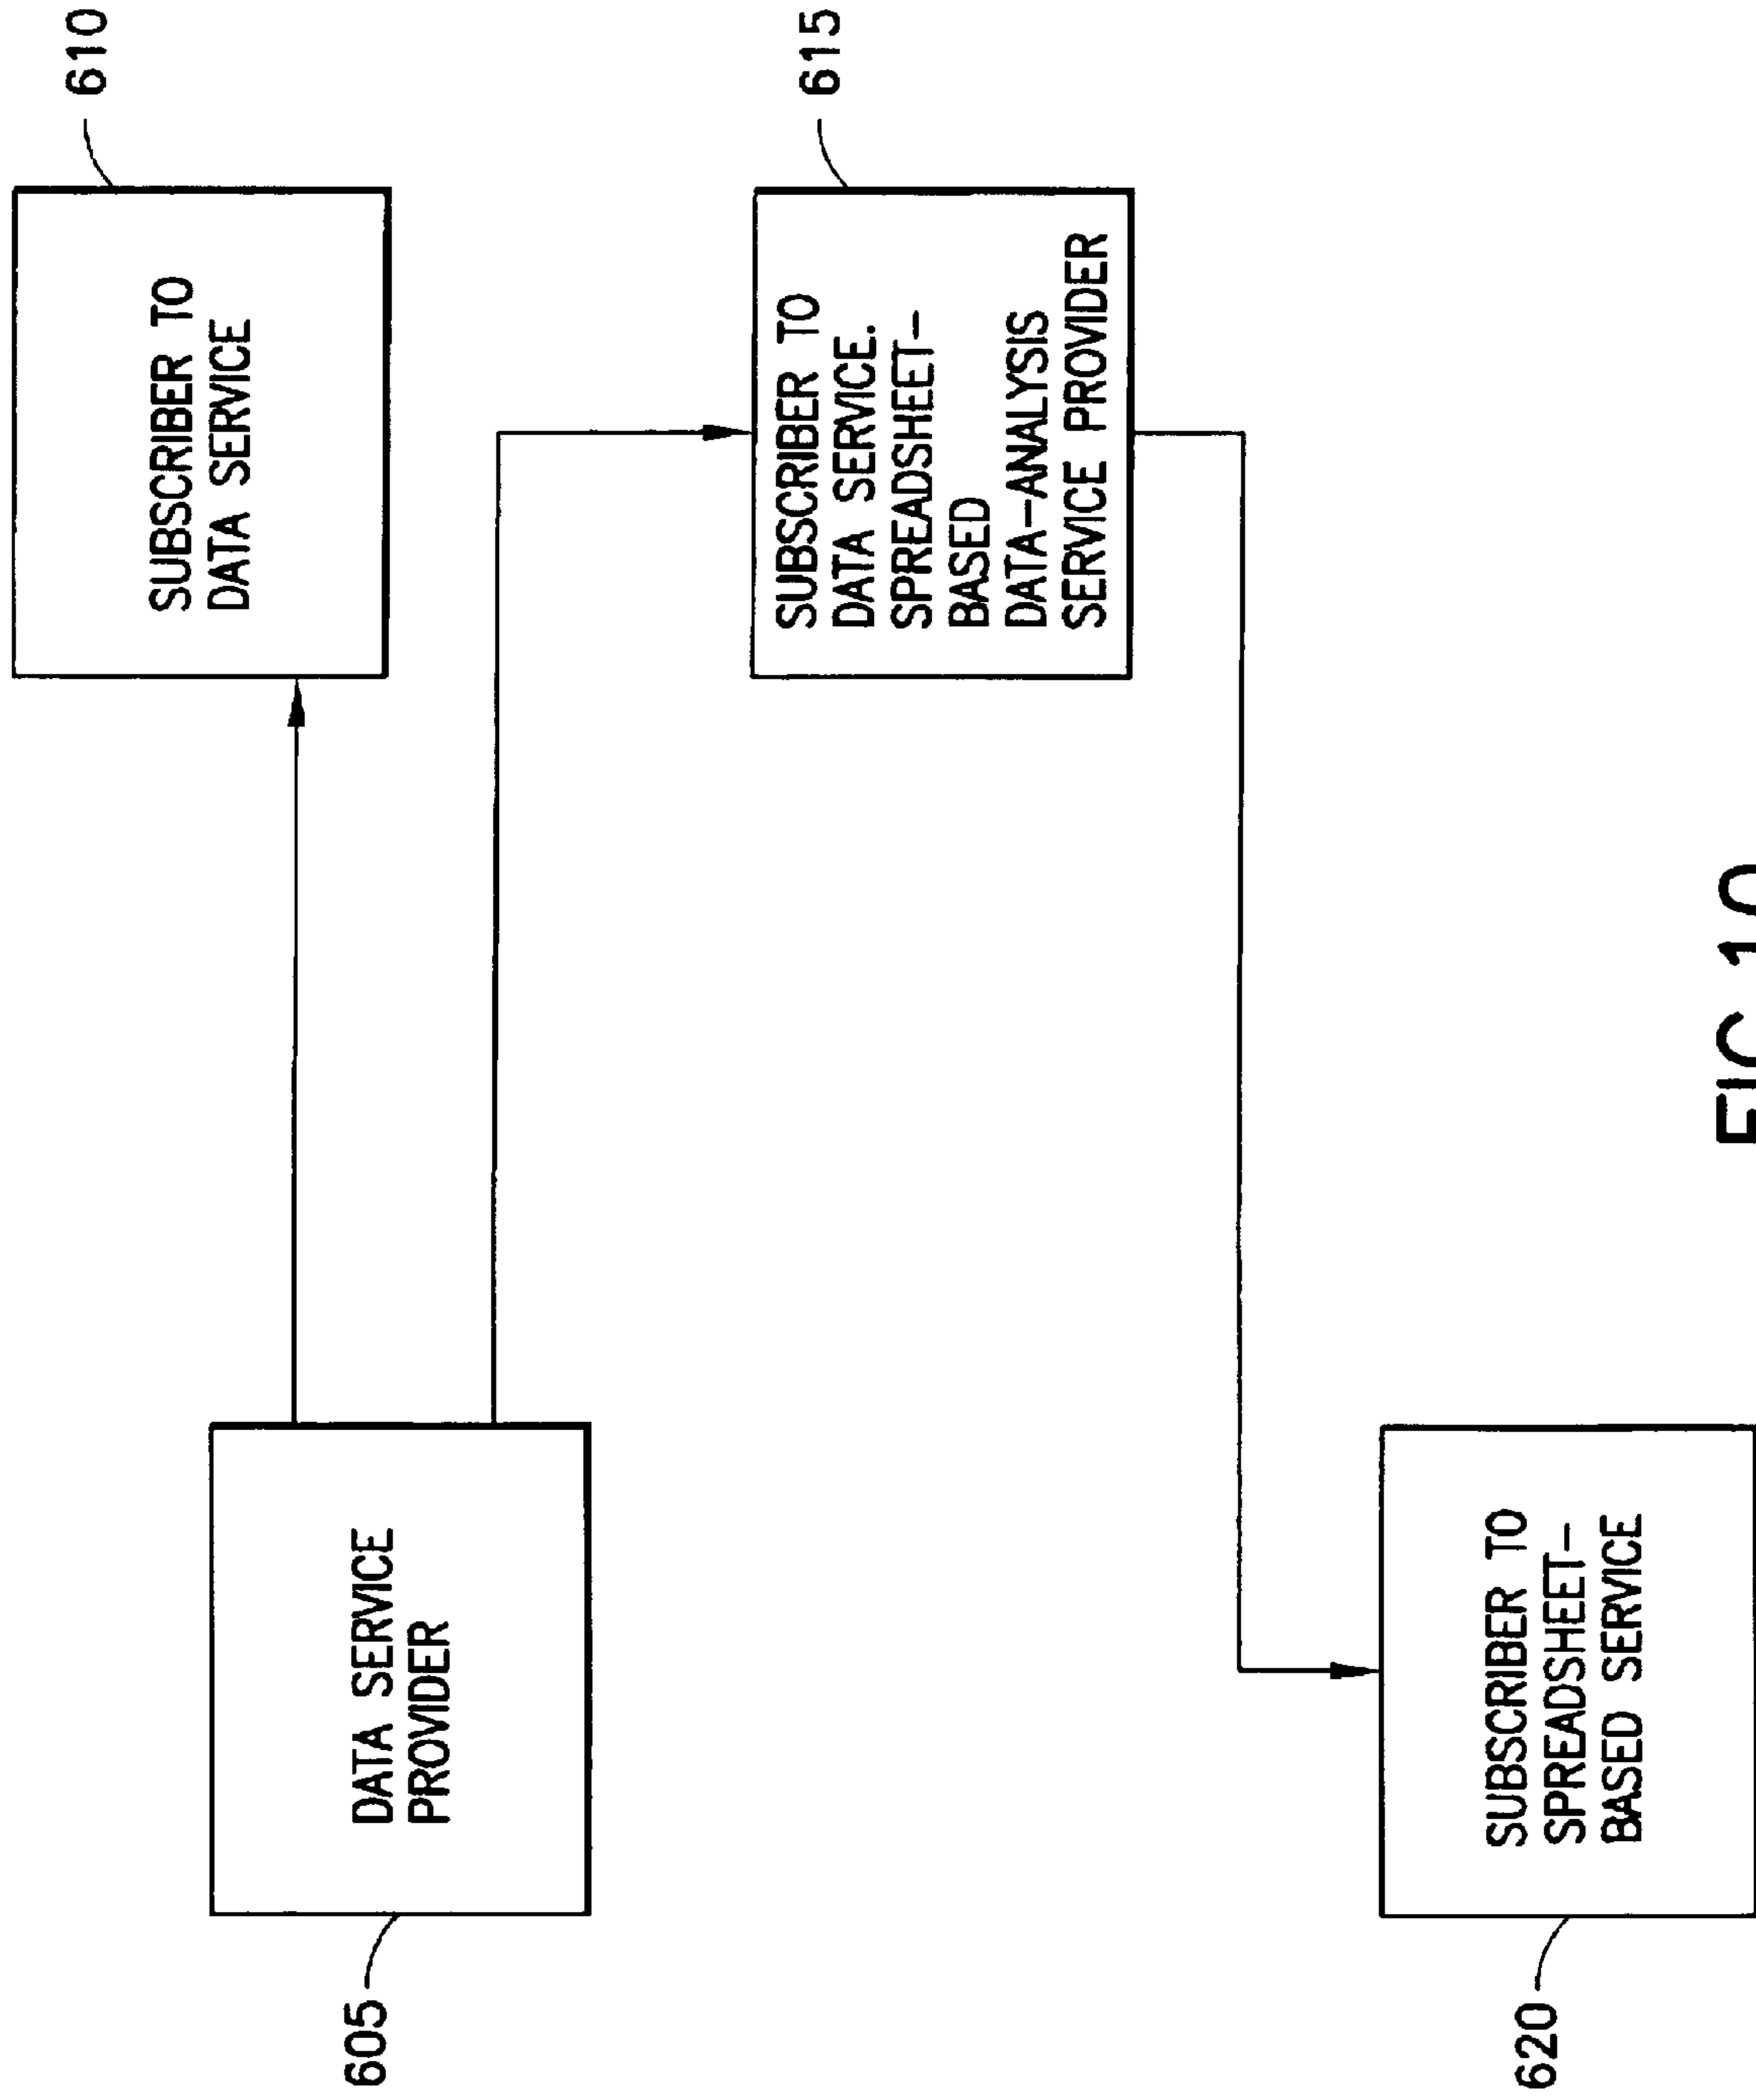 610
SUBSCRIBER TO
DATA SERVICE
605
DATA SERVICE
PROVIDER
615
SUBSCRIBER TO
DATA SERVICE.
SPREADSHEET-
BASED
DATA-ANALYSIS
SERVICE PROVIDER
620
SUBSCRIBER TO
SPREADSHEET-
BASED SERVICE